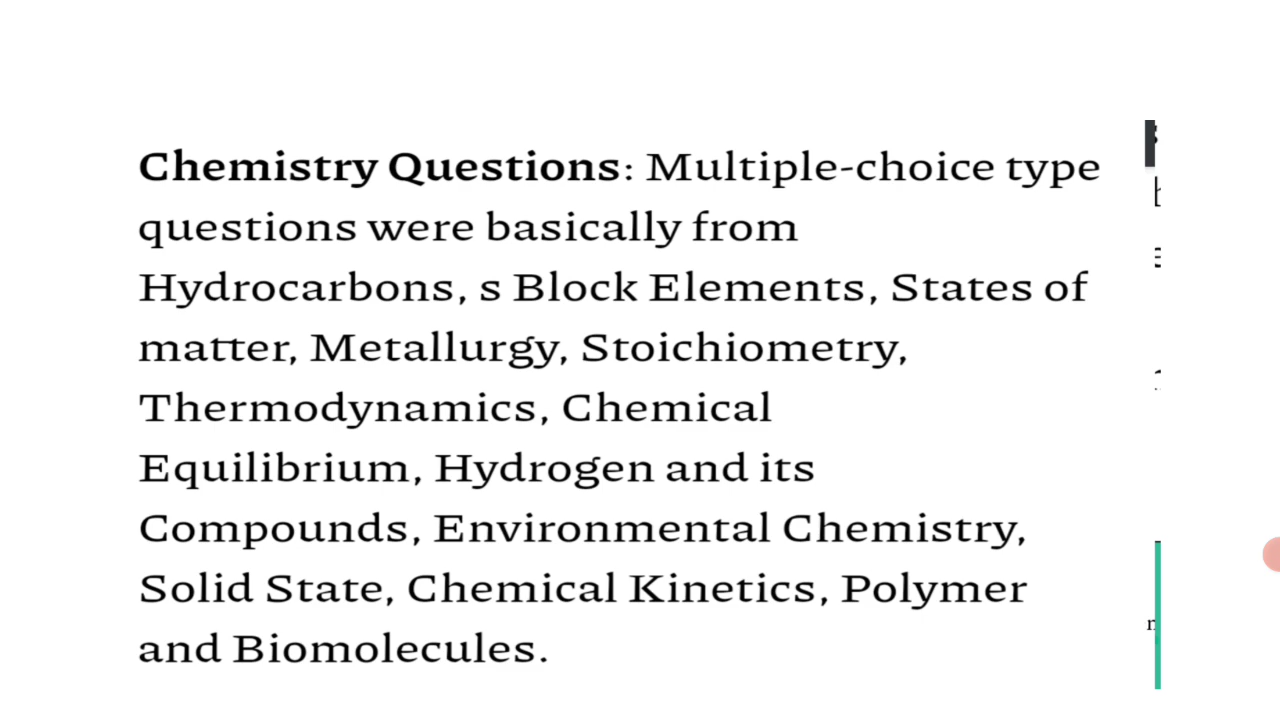 Chemistry Questions: Multiple-choice type
questions were basically from
Hydrocarbons, s Block Elements, States of
matter, Metallurgy, Stoichiometry,
Thermodynamics, Chemical
Equilibrium, Hydrogen and its
Compounds, Environmental Chemistry,
Solid State, Chemical Kinetics, Polymer
and Biomolecules.